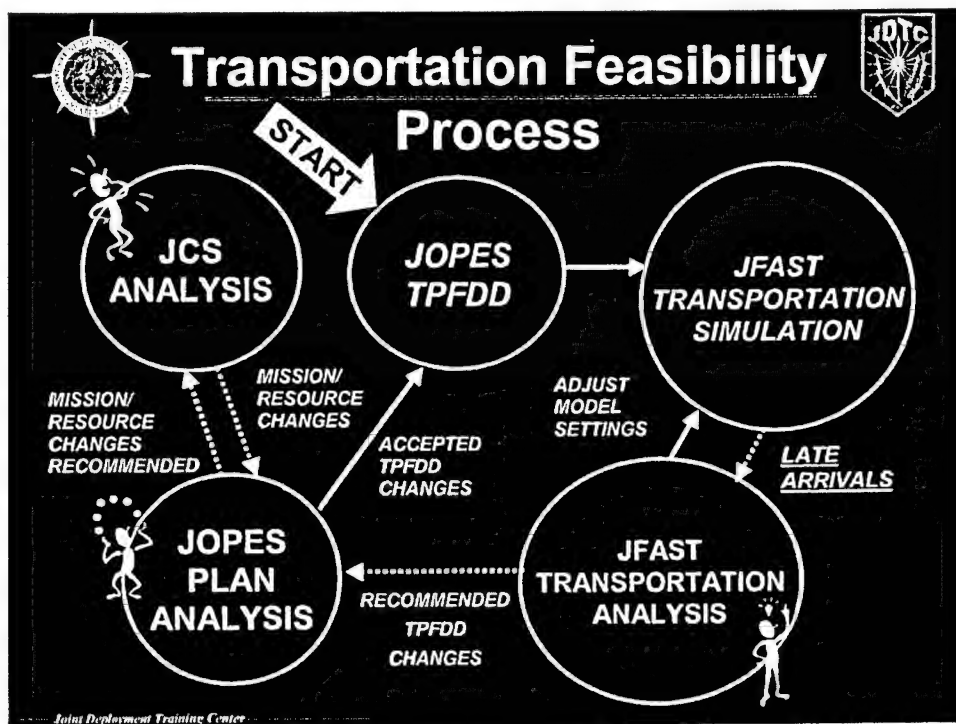 Transportation Feasibility
Process
JDTC
START
JCS
ANALYSIS
JOPES
TPFDD
JFAST
TRANSPORTATION
SIMULATION
MISSION/
RESOURCE
CHANGES
RECOMMENDED
MISSION/
RESOURCE
CHANGES
ACCEPTED
TPFDD
CHANGES
ADJUST
MODEL
SETTINGS
LATE
ARRIVALS
JOPES
PLAN
ANALYSIS
RECOMMENDED
TPFDD
CHANGES
JFAST
TRANSPORTATION
ANALYSIS
Joint Deployment Training Center